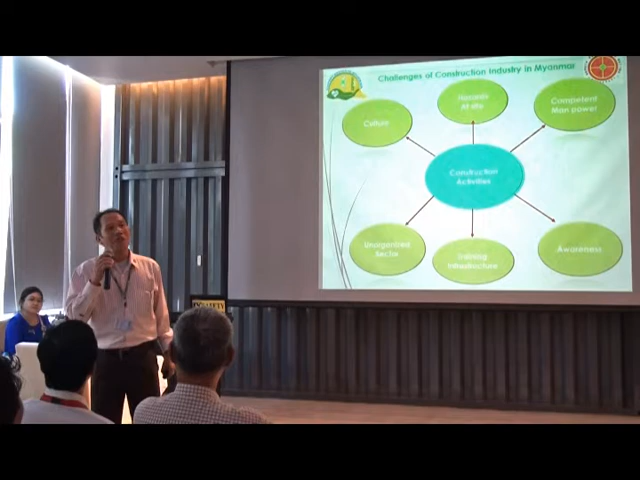 Challenges of Construction Industry in Myanmar
Culture
Hazards
At site
Competent
Man power
Construction
Activities
Unorganized
Sector
Training
Infrastructure
Awareness